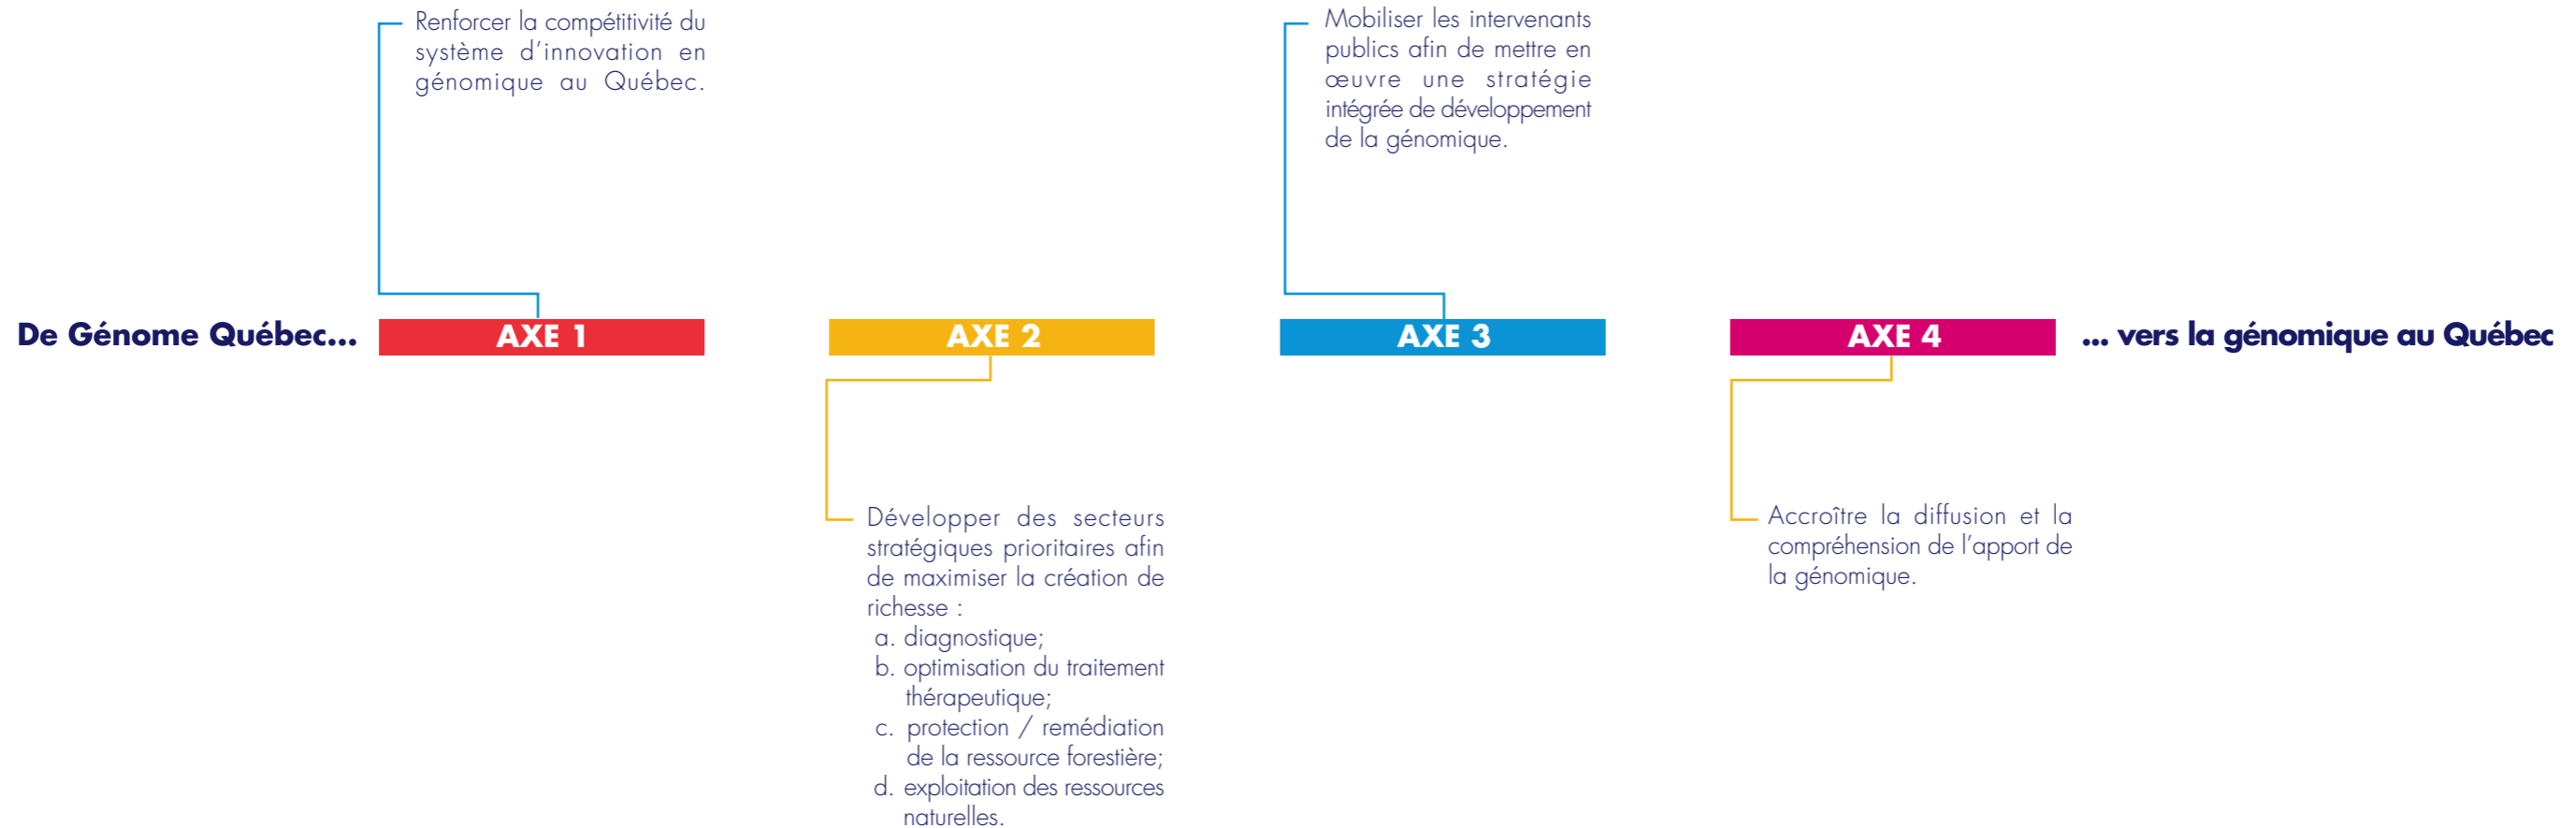 Renforcer la compétitivité du
système d'innovation en
génomique au Québec.
Mobiliser les intervenants
publics afin de mettre en
œuvre une stratégie
intégrée de développement
de la génomique.
De Génome Québec...
AXE 1
AXE 2
AXE 3
AXE 4
... vers la génomique au Québec
Développer des secteurs
stratégiques prioritaires afin
de maximiser la création de
richesse :
a. diagnostique;
b. optimisation du traitement
thérapeutique;
c. protection / remédiation
de la ressource forestière;
d. exploitation des ressources
naturelles.
Accroître la diffusion et la
compréhension de l'apport de
la génomique.